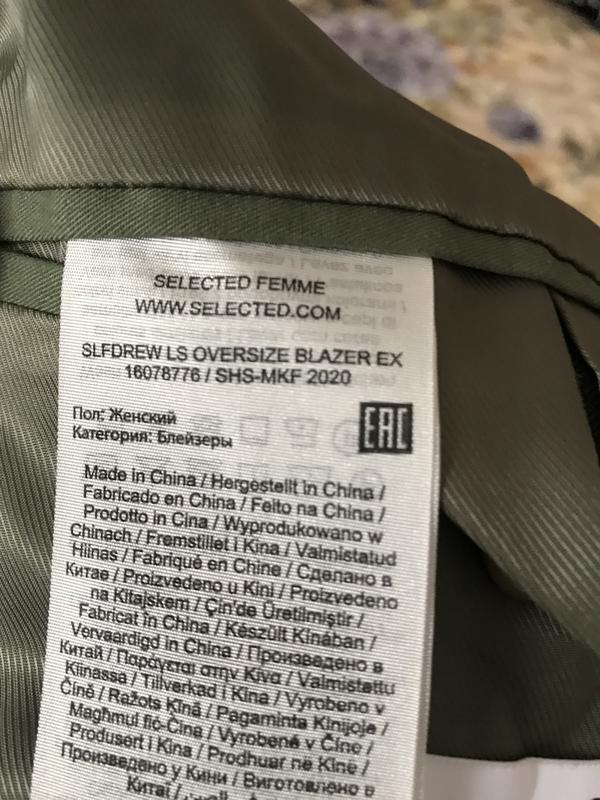 SELECTED FEMME
WWW.SELECTED.COM
SLFDREW LS OVERSIZE BLAZER EX
16078776 / SHS-MKF 2020
Пол: Женский
Категория: Блейзеры
EAC
Made in China / Hergestellt in China /
Fabricado en China / Feito na China /
Prodotto in Cina / Wyprodukowano w
Chinach / Fremstillet i Kina / Valmistatud
Hiinas / Fabriqué en Chine / Сделано в
Китае / Proizvedeno u Kini / Proizvedeno
na Kitajskem / Çin'de Üretilmiştir /
Fabricat în China / Készült Kínában /
Vervaardigd in China / Произведено в
Китай / Παράγεται στην Κίνα / Valmistettu
Kiinassa / Tillverkad i Kina / Vyrobeno v
Číně / Ražots Ķīnā / Pagaminta Kinijoje /
Magħmul fiċ-Ċina / Vyrobené v Číne /
Produsert i Kina / Prodhuar në Kinë /
Произведено у Кини / Виготовлено в
Китаї /